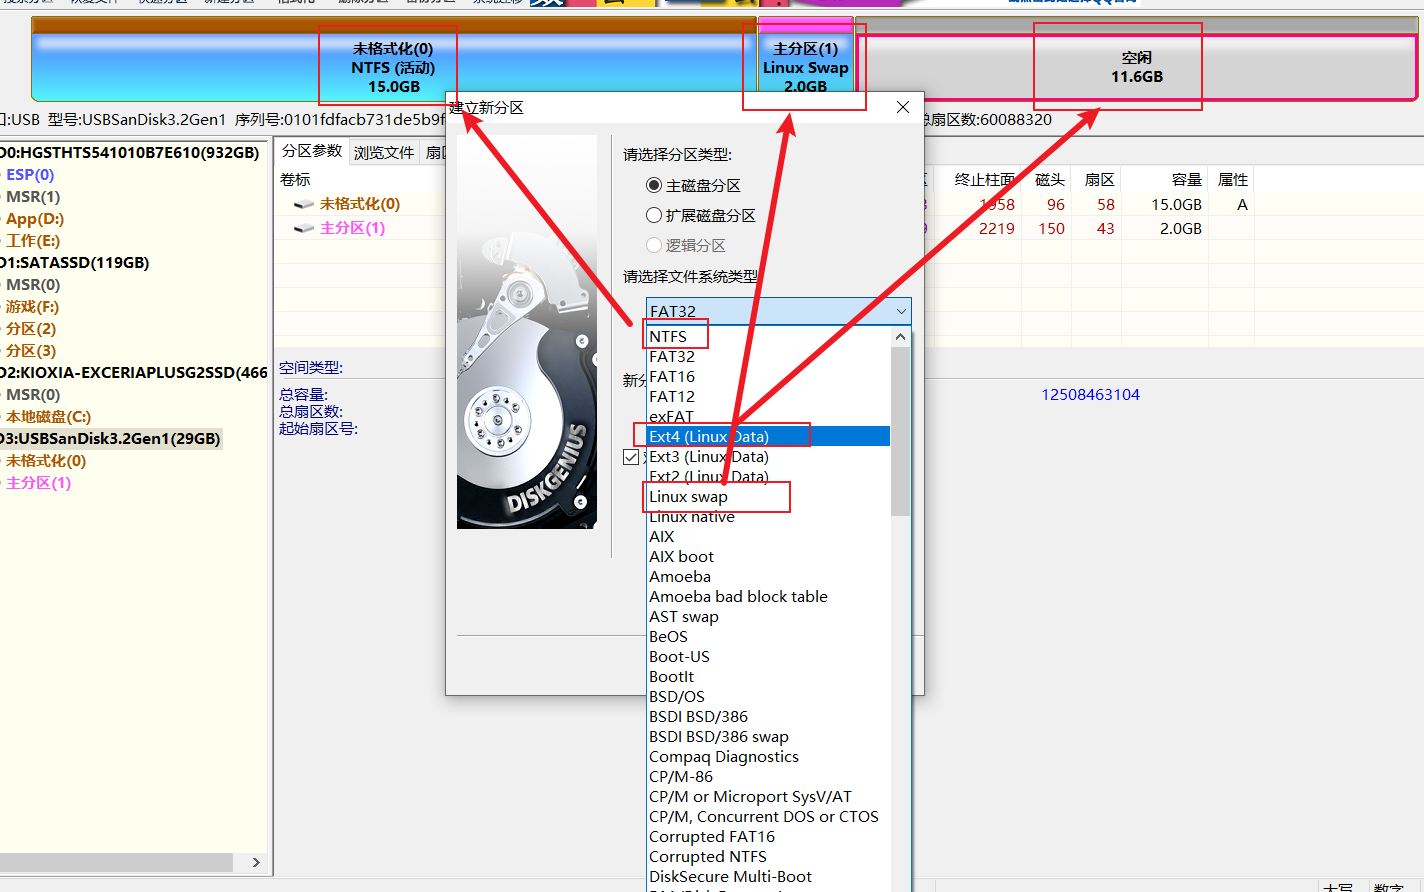 未格式化(0)
NTFS (活动)
15.0GB
主分区(1)
Linux Swap
2.0GB
空闲
11.6GB
:USB 型号:USBSanDisk3.2Gen1 序列号:0101fdfacb731de5b9f
总扇区数:60088320
建立新分区
D0:HGSTHTS541010B7E610(932GB)
ESP(0)
MSR(1)
App(D:)
工作(E:)
D1:SATASSD(119GB)
MSR(0)
游戏(F:)
分区(2)
分区(3)
D2:KIOXIA-EXCERIAPLUSG2SSD(466
MSR(0)
本地磁盘(C:)
D3:USBSanDisk3.2Gen1(29GB)
未格式化(0)
主分区(1)
分区参数 浏览文件 扇区
卷标
终止柱面 磁头 扇区 容量 属性
未格式化(0)
1958 96 58 15.0GB A
主分区(1)
2219 150 43 2.0GB
空间类型:
总容量:
总扇区数:
起始扇区号:
12508463104
请选择分区类型:
主磁盘分区
扩展磁盘分区
逻辑分区
请选择文件系统类型
FAT32
新分
DISKGENIUS
NTFS
FAT32
FAT16
FAT12
exFAT
Ext4 (Linux Data)
Ext3 (Linux Data)
Ext2 (Linux Data)
Linux swap
Linux native
AIX
AIX boot
Amoeba
Amoeba bad block table
AST swap
BeOS
Boot-US
BootIt
BSD/OS
BSDI BSD/386
BSDI BSD/386 swap
Compaq Diagnostics
CP/M-86
CP/M or Microport SysV/AT
CP/M, Concurrent DOS or CTOS
Corrupted FAT16
Corrupted NTFS
DiskSecure Multi-Boot
大写 数字